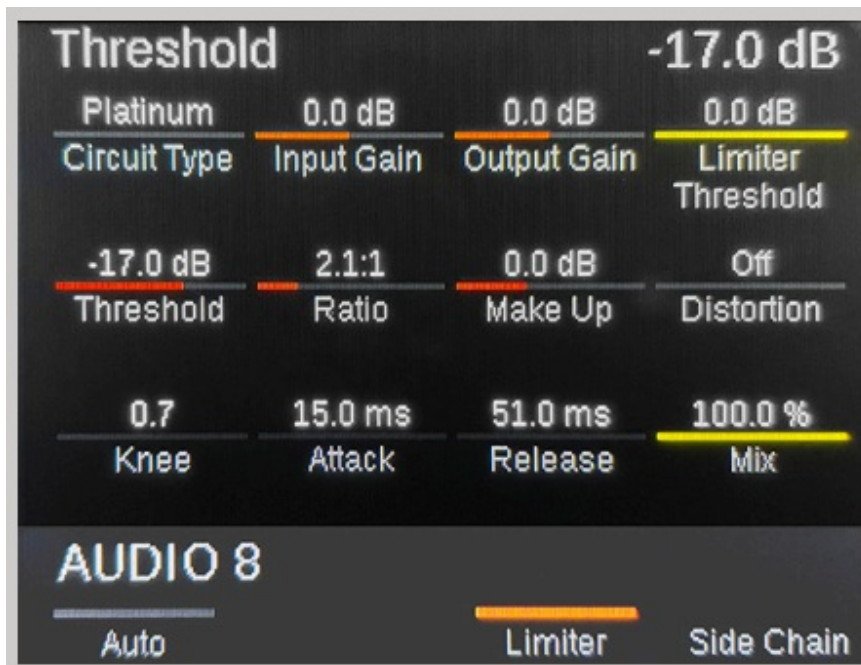 Threshold -17.0 dB
Platinum 0.0 dB 0.0 dB 0.0 dB
Circuit Type Input Gain Output Gain Limiter
Threshold
-17.0 dB 2.1:1 0.0 dB Off
Threshold Ratio Make Up Distortion
0.7 15.0 ms 51.0 ms 100.0 %
Knee Attack Release Mix
AUDIO 8
Auto Limiter Side Chain